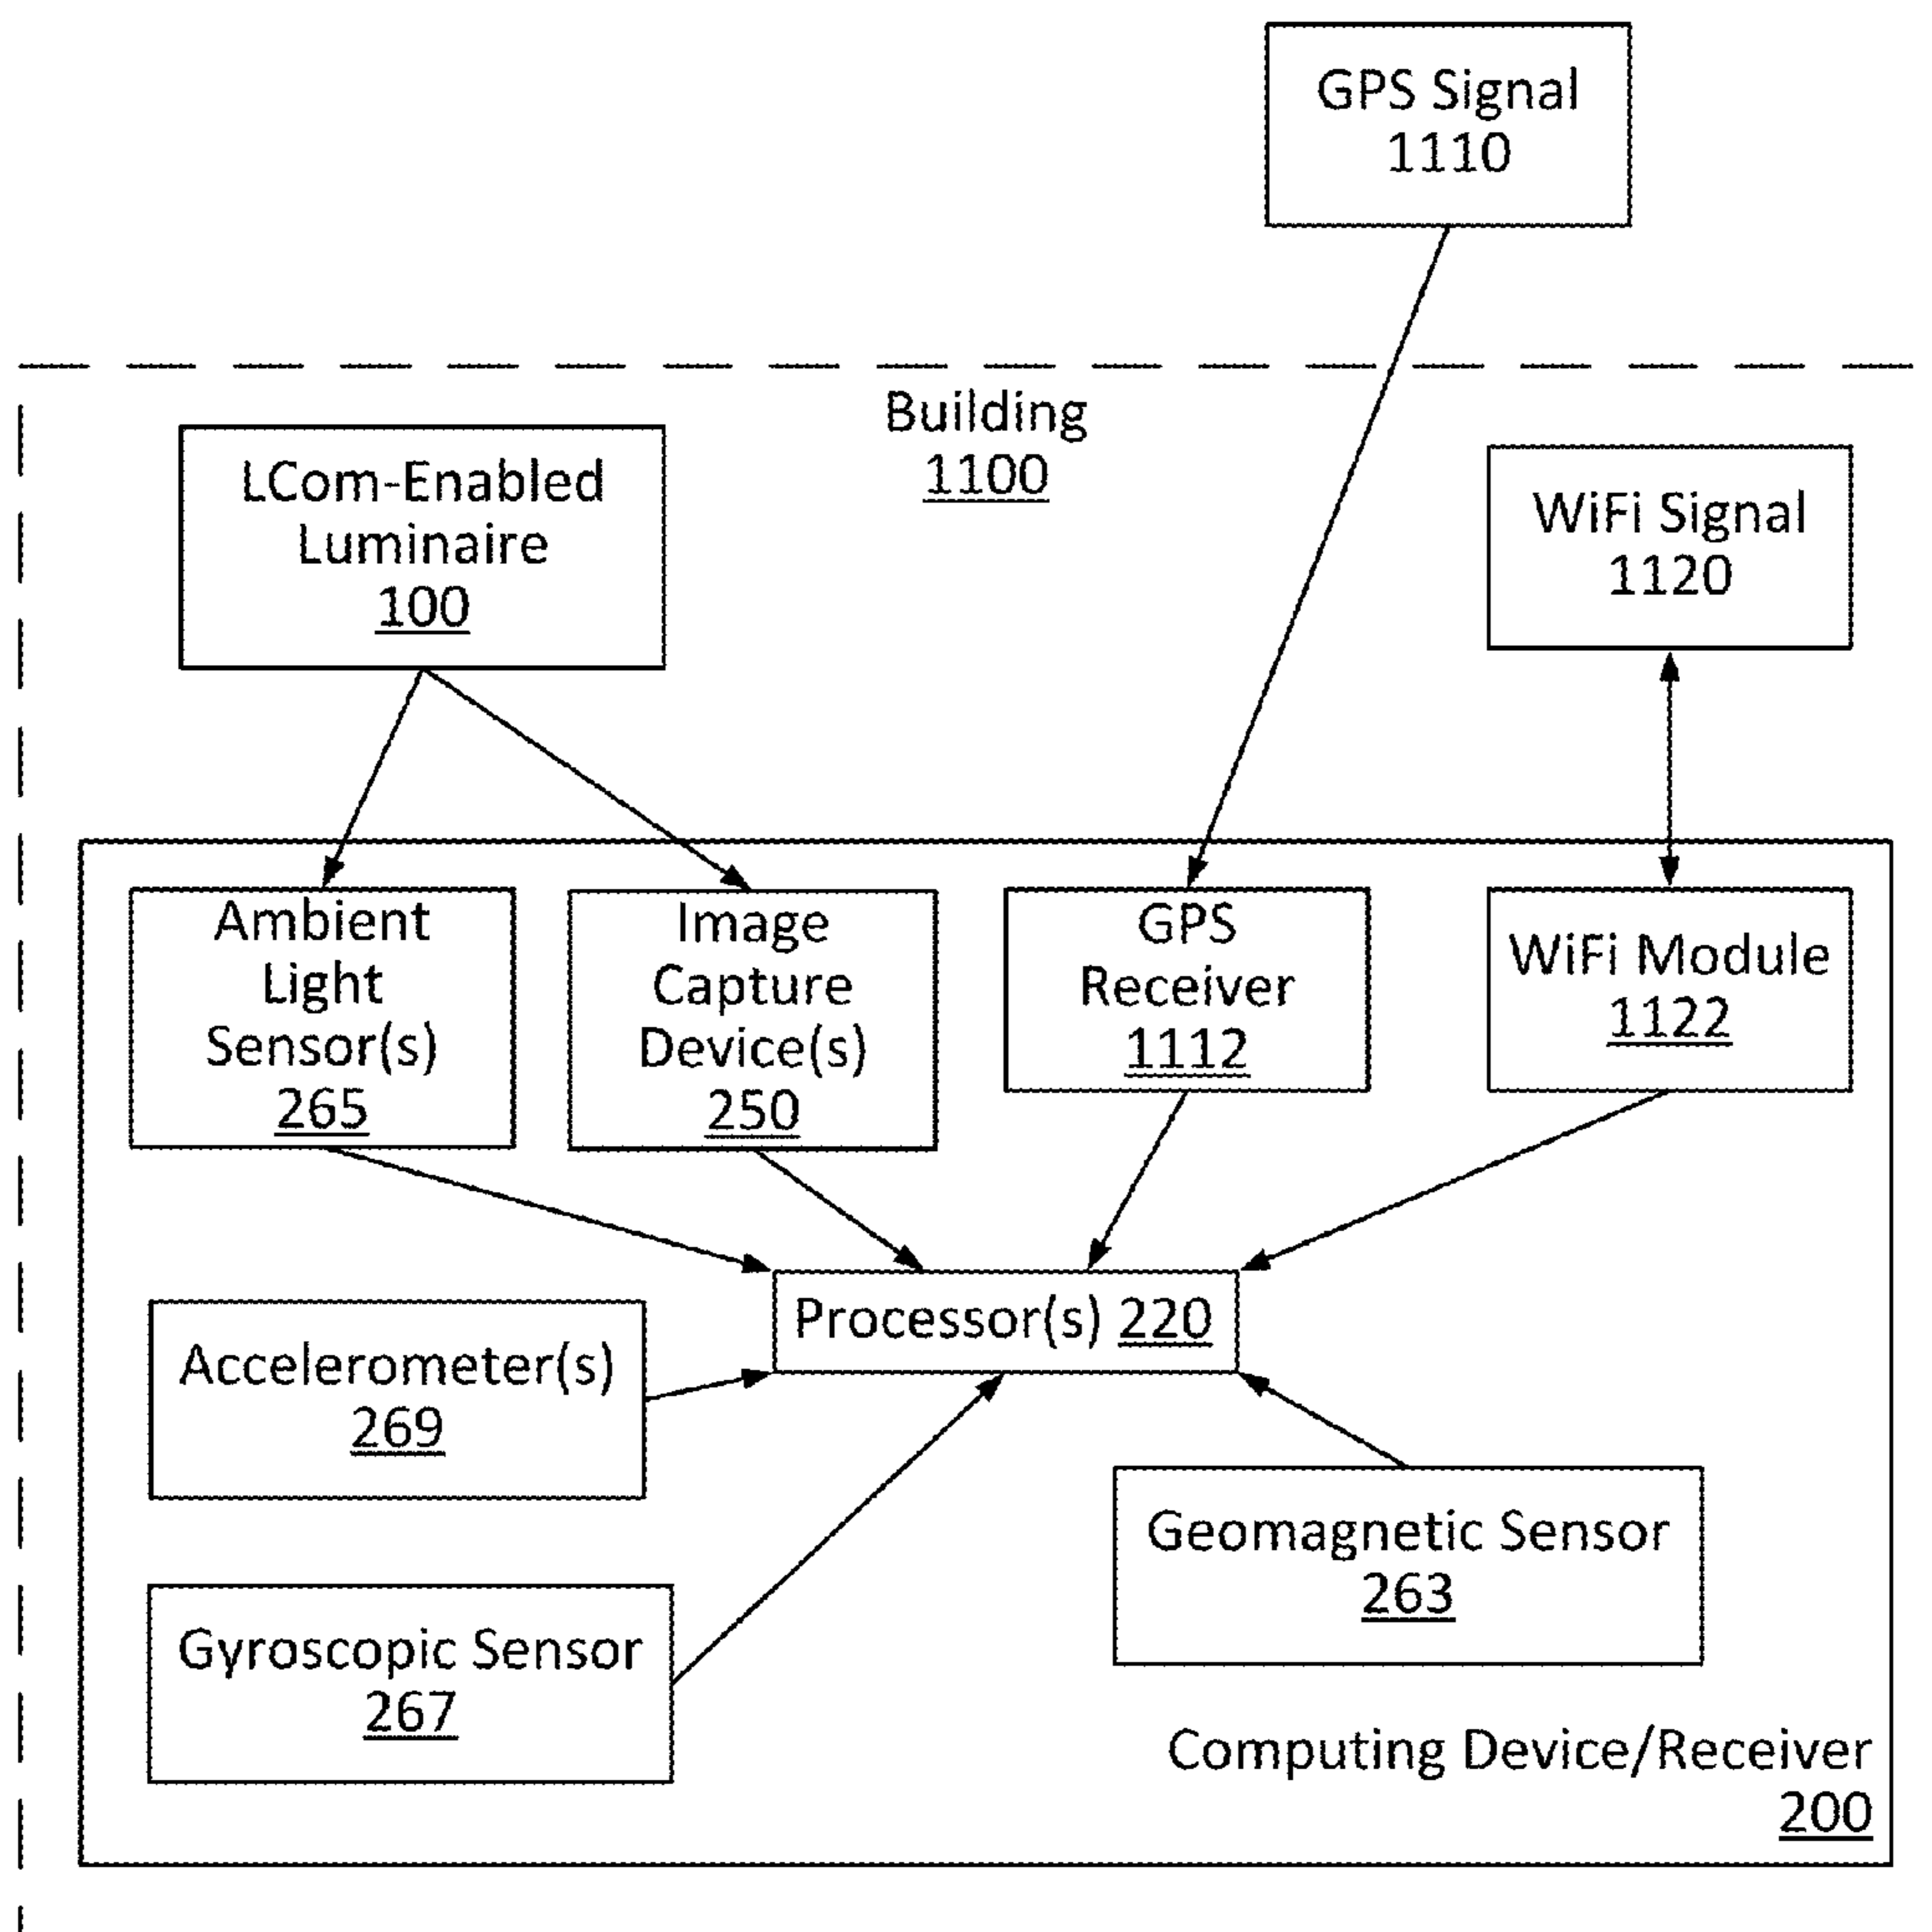 GPS Signal
1110
Building
1100
LCom-Enabled
Luminaire
100
WiFi Signal
1120
Ambient
Light
Sensor(s)
265
Image
Capture
Device(s)
250
GPS
Receiver
1112
WiFi Module
1122
Processor(s) 220
Accelerometer(s)
269
Geomagnetic Sensor
263
Gyroscopic Sensor
267
Computing Device/Receiver
200